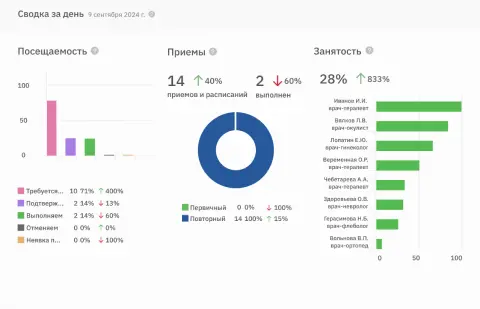 Сводка за день 9 сентября 2024 г. ?
Посещаемость ?
100
50
0
Требуется... 10 71% ↑ 400%
Подтверж... 2 14% ↓ 13%
Выполняем 2 14% ↓ 60%
Отменяем 0 0% ↑ 0%
Неявка п... 0 0% ↓ 100%
Приемы ?
14 ↑ 40%
приемов и расписаний
2 ↓ 60%
выполнен
Первичный 0 0% ↓ 100%
Повторный 14 100% ↑ 15%
Занятость ?
28% ↑ 833%
Иванов И.И.
врач-терапевт
Вялков Л.В.
врач-окулист
Лопатин Е.Ю.
врач-гинеколог
Веременная О.Р.
врач-терапевт
Чебетарева А.А.
врач-терапевт
Здоровьева О.В.
врач-невролог
Герасимова Н.Б.
врач-флеболог
Волынова В.П.
врач-ортопед
0 50 100